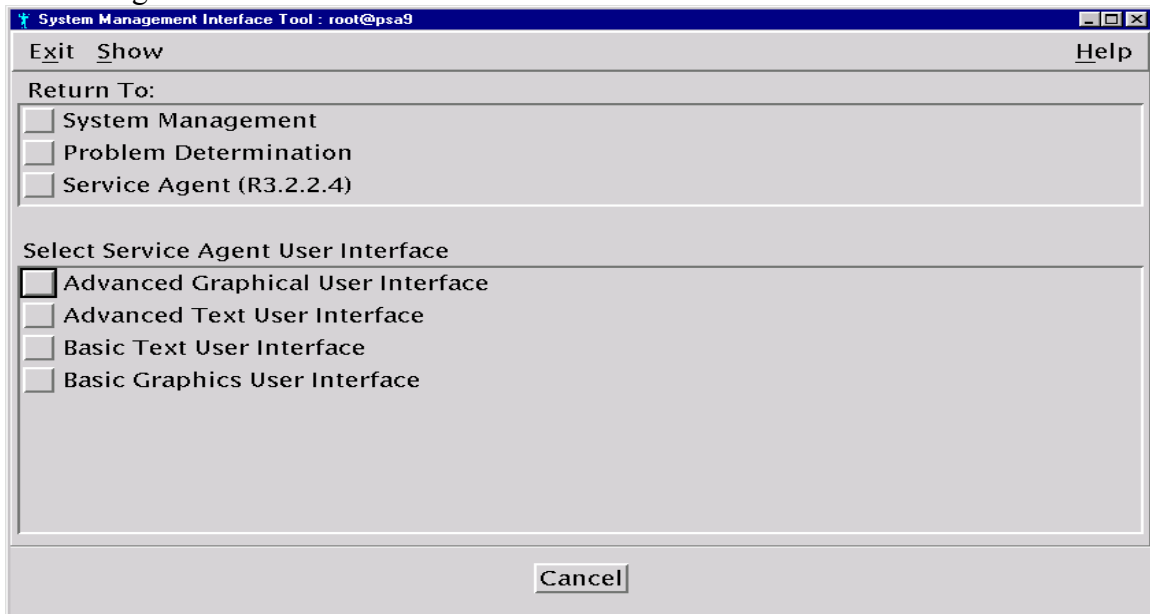 System Management Interface Tool : root@psa9
Exit Show Help
Return To:
System Management
Problem Determination
Service Agent (R3.2.2.4)
Select Service Agent User Interface
Advanced Graphical User Interface
Advanced Text User Interface
Basic Text User Interface
Basic Graphics User Interface
Cancel